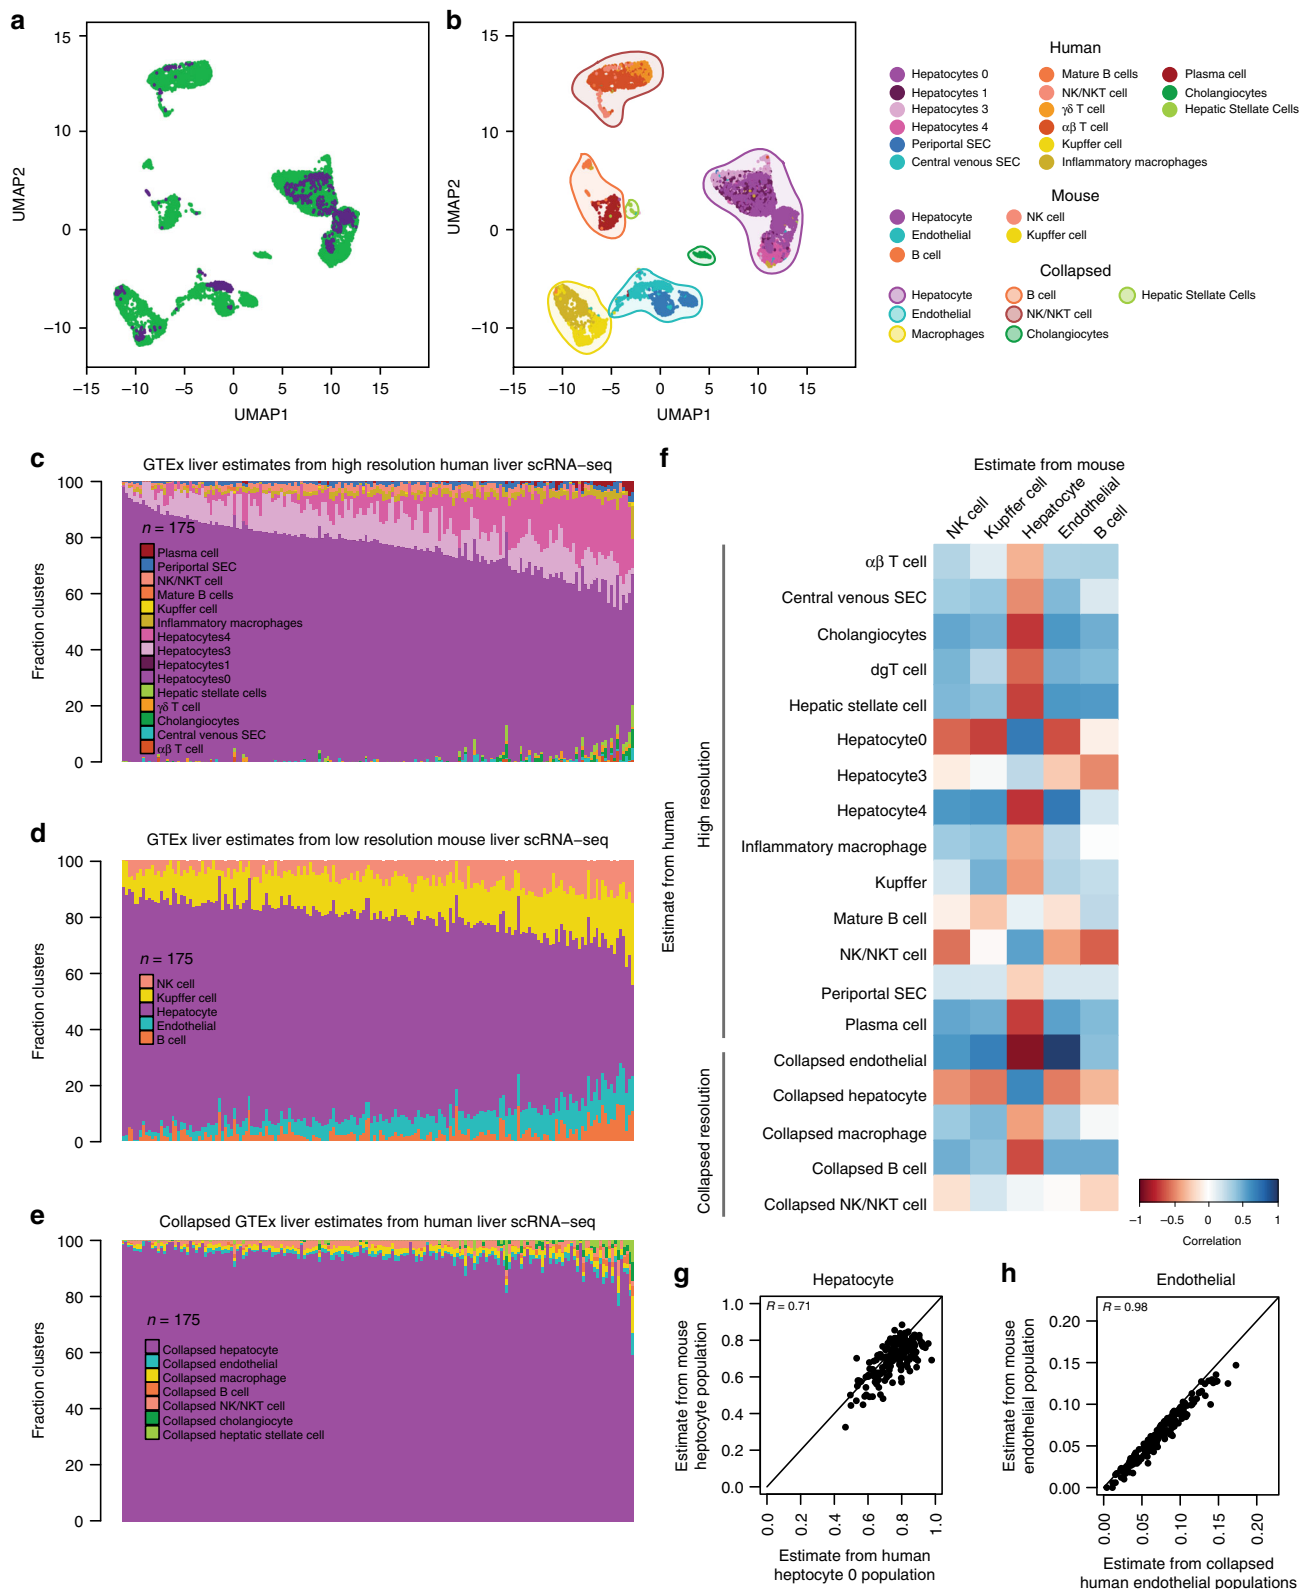 a
15
10
0
−10
UMAP2
−15
−10
−5
0
5
10
15
UMAP1
b
15
10
0
−10
UMAP2
−15
−10
−5
0
5
10
15
UMAP1
Human
Hepatocytes 0
Hepatocytes 1
Hepatocytes 3
Hepatocytes 4
Periportal SEC
Central venous SEC
Mature B cells
NK/NKT cell
γδ T cell
αβ T cell
Kupffer cell
Inflammatory macrophages
Plasma cell
Cholangiocytes
Hepatic Stellate Cells
Mouse
Hepatocyte
Endothelial
B cell
NK cell
Kupffer cell
Collapsed
Hepatocyte
Endothelial
Macrophages
B cell
NK/NKT cell
Cholangiocytes
Hepatic Stellate Cells
c
GTEx liver estimates from high resolution human liver scRNA−seq
Fraction clusters
100
80
60
40
20
0
n = 175
Plasma cell
Periportal SEC
NK/NKT cell
Mature B cells
Kupffer cell
Inflammatory macrophages
Hepatocytes4
Hepatocytes3
Hepatocytes1
Hepatocytes0
Hepatic stellate cells
γδ T cell
Cholangiocytes
Central venous SEC
αβ T cell
d
GTEx liver estimates from low resolution mouse liver scRNA−seq
Fraction clusters
100
80
60
40
20
0
n = 175
NK cell
Kupffer cell
Hepatocyte
Endothelial
B cell
e
Collapsed GTEx liver estimates from human liver scRNA−seq
Fraction clusters
100
80
60
40
20
0
n = 175
Collapsed hepatocyte
Collapsed endothelial
Collapsed macrophage
Collapsed B cell
Collapsed NK/NKT cell
Collapsed cholangiocyte
Collapsed heptatic stellate cell
f
Estimate from mouse
NK cell
Kupffer cell
Hepatocyte
Endothelial
B cell
Estimate from human
High resolution
Collapsed resolution
αβ T cell
Central venous SEC
Cholangiocytes
dgT cell
Hepatic stellate cell
Hepatocyte0
Hepatocyte3
Hepatocyte4
Inflammatory macrophage
Kupffer
Mature B cell
NK/NKT cell
Periportal SEC
Plasma cell
Collapsed endothelial
Collapsed hepatocyte
Collapsed macrophage
Collapsed B cell
Collapsed NK/NKT cell
−1
−0.5
0
0.5
1
Correlation
g
Hepatocyte
R = 0.71
Estimate from mouse
heptocyte population
1.0
0.8
0.6
0.4
0.2
0.0
0.0
0.2
0.4
0.6
0.8
1.0
Estimate from human
heptocyte 0 population
h
Endothelial
R = 0.98
Estimate from mouse
endothelial population
0.20
0.15
0.10
0.05
0.00
0.00
0.05
0.10
0.15
0.20
Estimate from collapsed
human endothelial populations